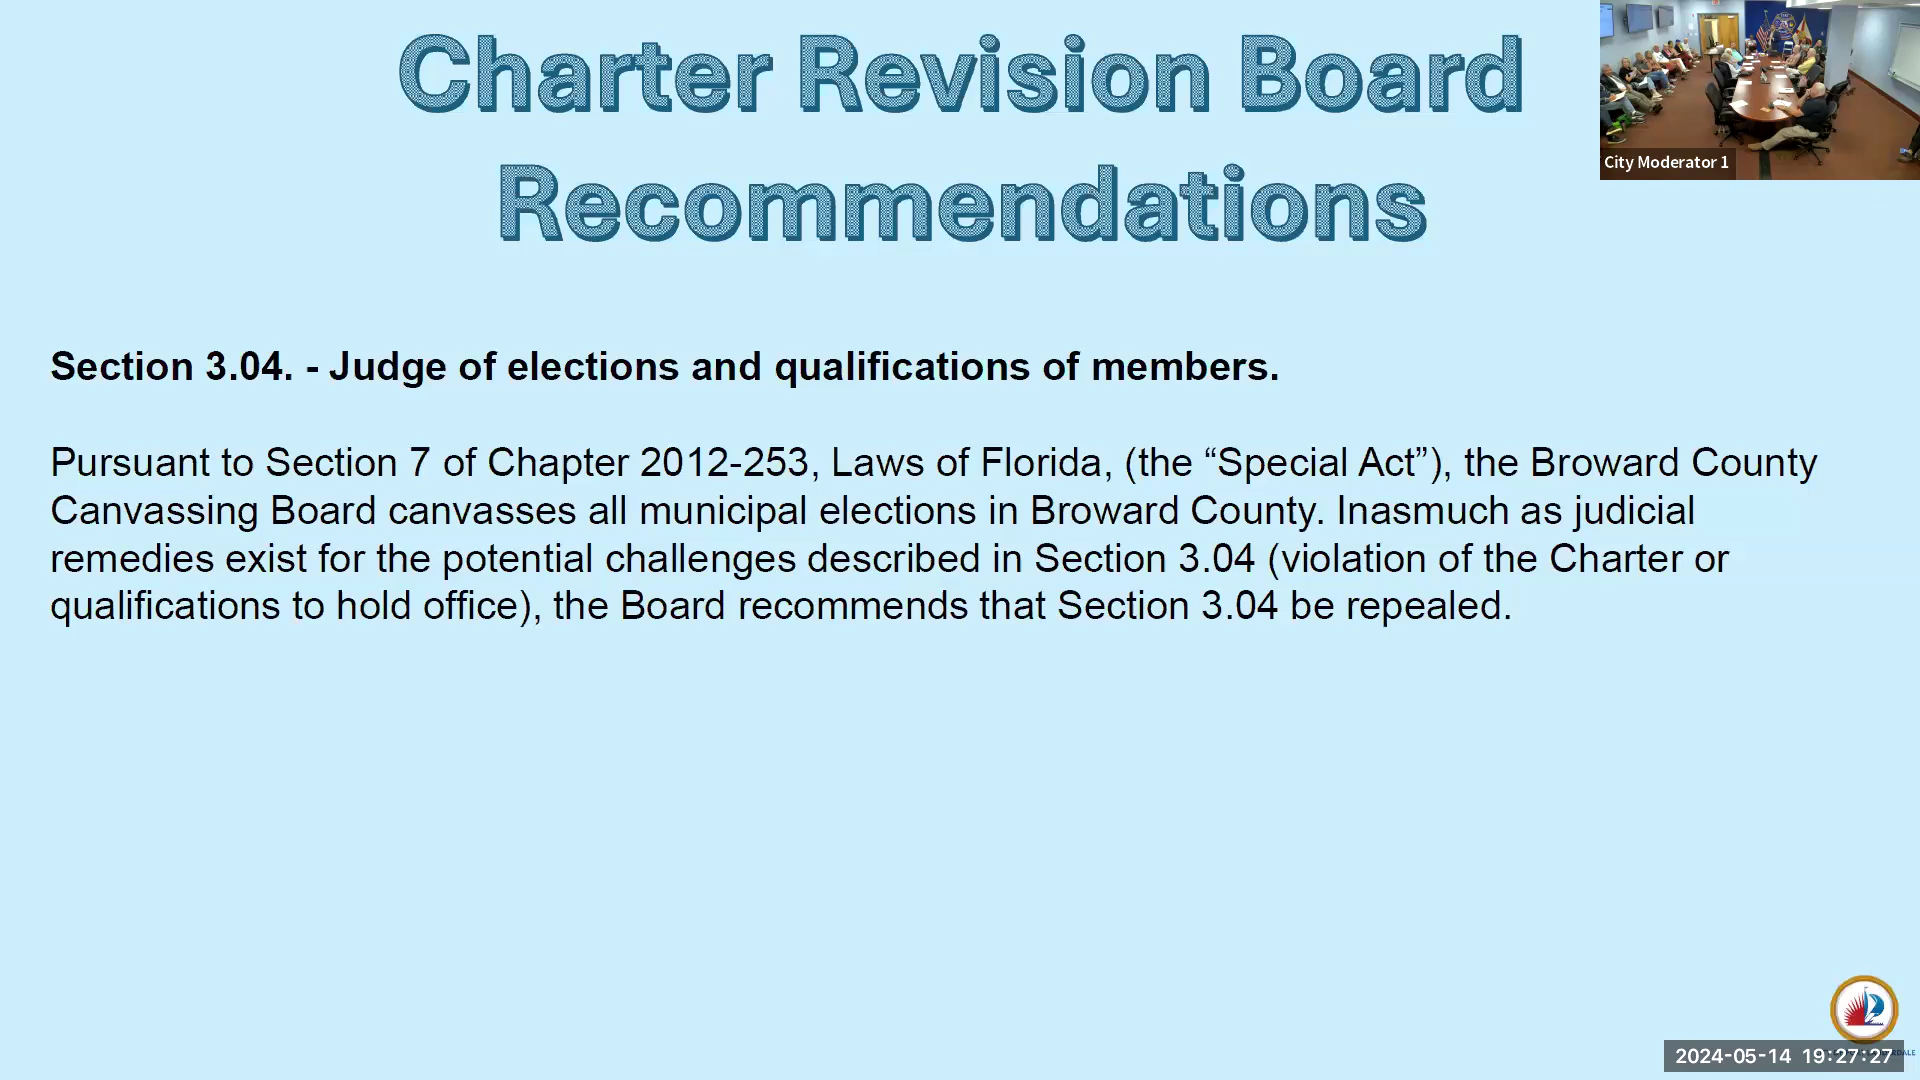 Charter Revision Board
Recommendations
City Moderator 1
Section 3.04. - Judge of elections and qualifications of members.
Pursuant to Section 7 of Chapter 2012-253, Laws of Florida, (the “Special Act”), the Broward County
Canvassing Board canvasses all municipal elections in Broward County. Inasmuch as judicial
remedies exist for the potential challenges described in Section 3.04 (violation of the Charter or
qualifications to hold office), the Board recommends that Section 3.04 be repealed.
2024-05-14 19:27:27